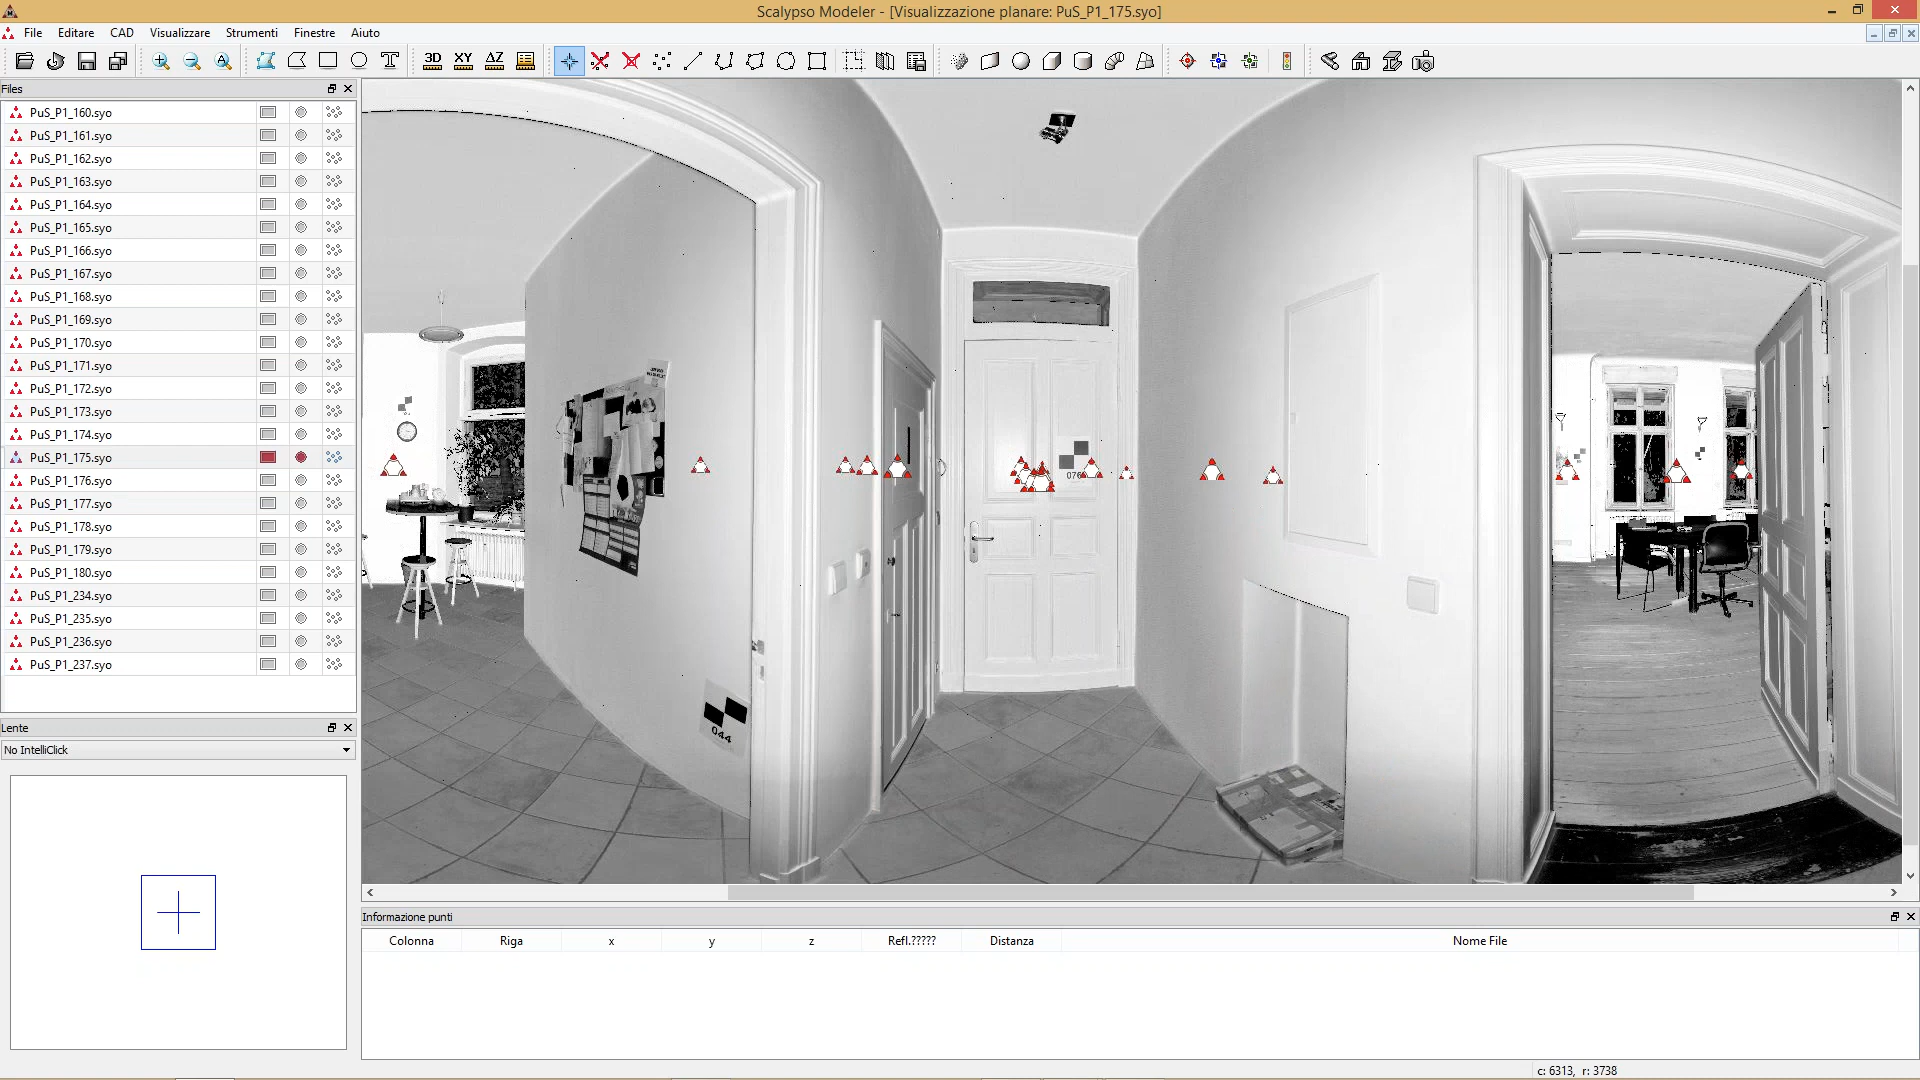 Scalypso Modeler - [Visualizzazione planare: PuS_P1_175.syo]
File Editare CAD Visualizzare Strumenti Finestre Aiuto
3D XY ΔZ
Files
PuS_P1_160.syo
PuS_P1_161.syo
PuS_P1_162.syo
PuS_P1_163.syo
PuS_P1_164.syo
PuS_P1_165.syo
PuS_P1_166.syo
PuS_P1_167.syo
PuS_P1_168.syo
PuS_P1_169.syo
PuS_P1_170.syo
PuS_P1_171.syo
PuS_P1_172.syo
PuS_P1_173.syo
PuS_P1_174.syo
PuS_P1_175.syo
PuS_P1_176.syo
PuS_P1_177.syo
PuS_P1_178.syo
PuS_P1_179.syo
PuS_P1_180.syo
PuS_P1_234.syo
PuS_P1_235.syo
PuS_P1_236.syo
PuS_P1_237.syo
Lente
No IntelliClick
076
044
Informazione punti
Colonna Riga x y z Refl.????? Distanza Nome File
c: 6313, r: 3738